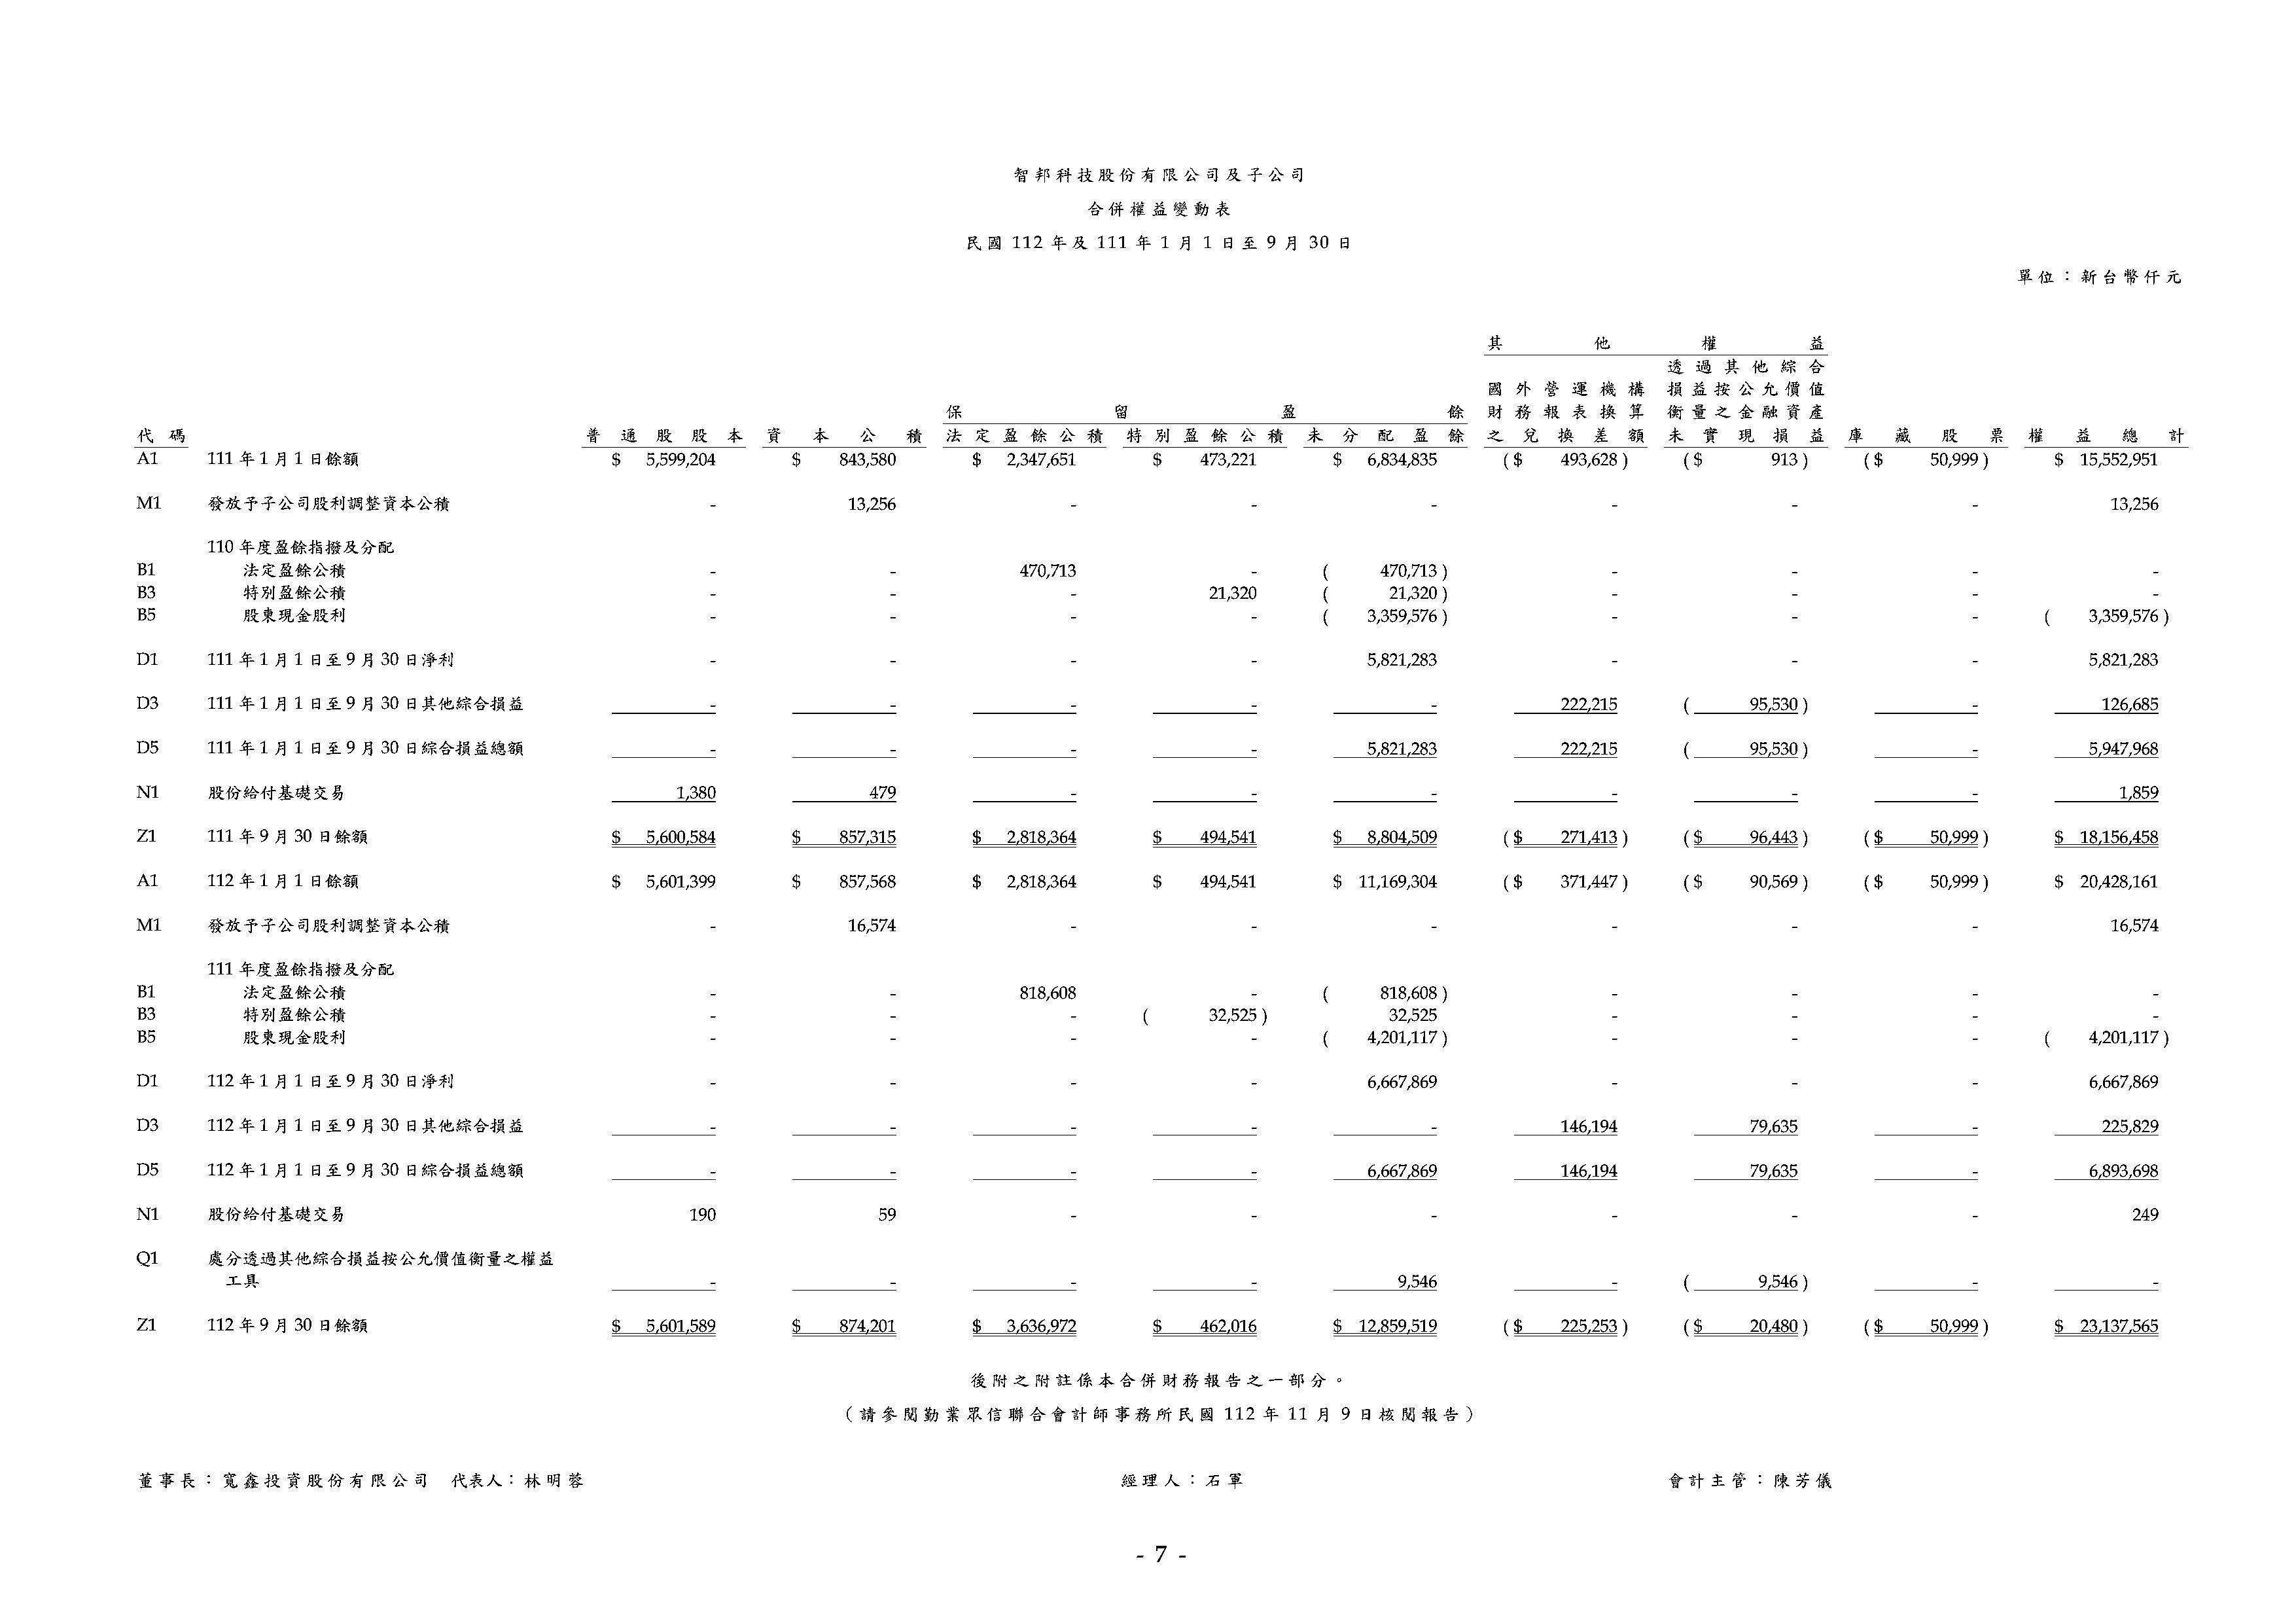 智邦科技股份有限公司及子公司
合併權益變動表
民國 112 年及 111 年 1 月 1 日至 9 月 30 日
單位：新台幣仟元
其他權益
透過其他綜合
國外營運機構 損益按公允價值
保留盈餘 財務報表換算 衡量之金融資產
代碼 普通股股本 資本公積 法定盈餘公積 特別盈餘公積 未分配盈餘 之兌換差額 未實現損益 庫藏股票 權益總計
A1 111 年 1 月 1 日餘額 $ 5,599,204 $ 843,580 $ 2,347,651 $ 473,221 $ 6,834,835 ($ 493,628) ($ 913) ($ 50,999) $ 15,552,951
M1 發放予子公司股利調整資本公積 - 13,256 - - - - - - 13,256
110 年度盈餘指撥及分配
B1 法定盈餘公積 - - 470,713 - ( 470,713) - - - -
B3 特別盈餘公積 - - - 21,320 ( 21,320) - - - -
B5 股東現金股利 - - - - ( 3,359,576) - - - ( 3,359,576)
D1 111 年 1 月 1 日至 9 月 30 日淨利 - - - - 5,821,283 - - - 5,821,283
D3 111 年 1 月 1 日至 9 月 30 日其他綜合損益 - - - - - 222,215 ( 95,530) - 126,685
D5 111 年 1 月 1 日至 9 月 30 日綜合損益總額 - - - - 5,821,283 222,215 ( 95,530) - 5,947,968
N1 股份給付基礎交易 1,380 479 - - - - - - 1,859
Z1 111 年 9 月 30 日餘額 $ 5,600,584 $ 857,315 $ 2,818,364 $ 494,541 $ 8,804,509 ($ 271,413) ($ 96,443) ($ 50,999) $ 18,156,458
A1 112 年 1 月 1 日餘額 $ 5,601,399 $ 857,568 $ 2,818,364 $ 494,541 $ 11,169,304 ($ 371,447) ($ 90,569) ($ 50,999) $ 20,428,161
M1 發放予子公司股利調整資本公積 - 16,574 - - - - - - 16,574
111 年度盈餘指撥及分配
B1 法定盈餘公積 - - 818,608 - ( 818,608) - - - -
B3 特別盈餘公積 - - - ( 32,525) 32,525 - - - -
B5 股東現金股利 - - - - ( 4,201,117) - - - ( 4,201,117)
D1 112 年 1 月 1 日至 9 月 30 日淨利 - - - - 6,667,869 - - - 6,667,869
D3 112 年 1 月 1 日至 9 月 30 日其他綜合損益 - - - - - 146,194 79,635 - 225,829
D5 112 年 1 月 1 日至 9 月 30 日綜合損益總額 - - - - 6,667,869 146,194 79,635 - 6,893,698
N1 股份給付基礎交易 190 59 - - - - - - 249
Q1 處分透過其他綜合損益按公允價值衡量之權益
工具 - - - - 9,546 - ( 9,546) - -
Z1 112 年 9 月 30 日餘額 $ 5,601,589 $ 874,201 $ 3,636,972 $ 462,016 $ 12,859,519 ($ 225,253) ($ 20,480) ($ 50,999) $ 23,137,565
後附之附註係本合併財務報告之一部分。
（請參閱勤業眾信聯合會計師事務所民國 112 年 11 月 9 日核閱報告）
董事長：寬鑫投資股份有限公司 代表人：林明蓉 經理人：石軍 會計主管：陳芳儀
- 7 -